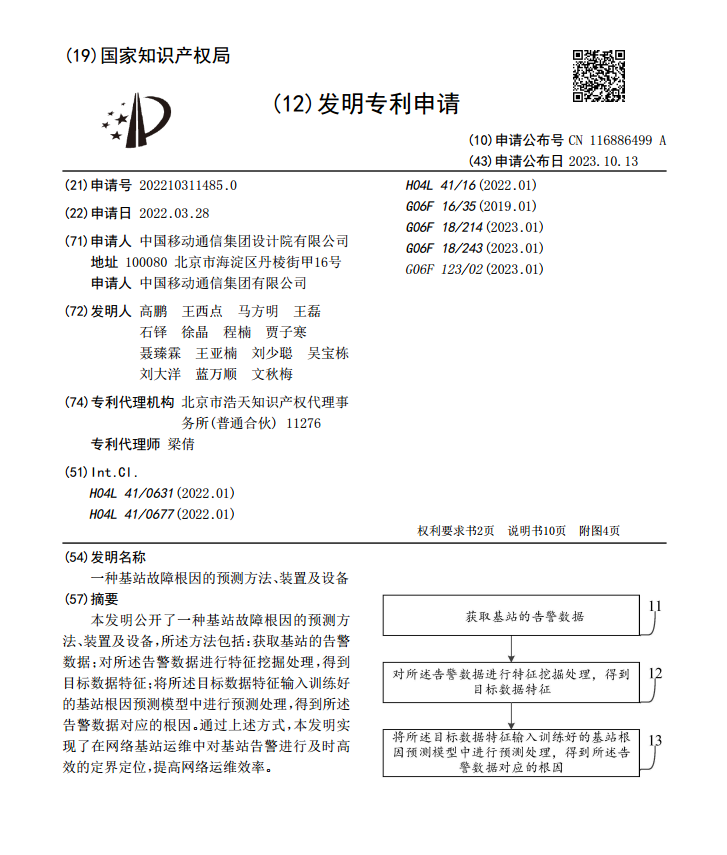 (19)国家知识产权局
(12)发明专利申请
(10)申请公布号 CN 116886499 A
(43)申请公布日 2023.10.13
(21)申请号 202210311485.0
(22)申请日 2022.03.28
(71)申请人 中国移动通信集团设计院有限公司
地址 100080 北京市海淀区丹棱街甲16号
申请人 中国移动通信集团有限公司
(72)发明人 高鹏 王西点 马方明 王磊
石铎 徐晶 程楠 贾子寒
聂臻霖 王亚楠 刘少聪 吴宝栋
刘大洋 蓝万顺 文秋梅
(74)专利代理机构 北京市浩天知识产权代理事
务所(普通合伙) 11276
专利代理师 梁倩
(51)Int.Cl.
H04L 41/0631(2022.01)
H04L 41/0677(2022.01)
H04L 41/16(2022.01)
G06F 16/35(2019.01)
G06F 18/214(2023.01)
G06F 18/243(2023.01)
G06F 123/02(2023.01)
权利要求书2页 说明书10页 附图4页
(54)发明名称
一种基站故障根因的预测方法、装置及设备
(57)摘要
本发明公开了一种基站故障根因的预测方
法、装置及设备,所述方法包括:获取基站的告警
数据;对所述告警数据进行特征挖掘处理,得到
目标数据特征;将所述目标数据特征输入训练好
的基站根因预测模型中进行预测处理,得到所述
告警数据对应的根因。通过上述方式,本发明实
现了在网络基站运维中对基站告警进行及时高
效的定界定位,提高网络运维效率。
获取基站的告警数据
11
对所述告警数据进行特征挖掘处理，得到
目标数据特征
12
将所述目标数据特征输入训练好的基站根
因预测模型中进行预测处理，得到所述告
警数据对应的根因
13